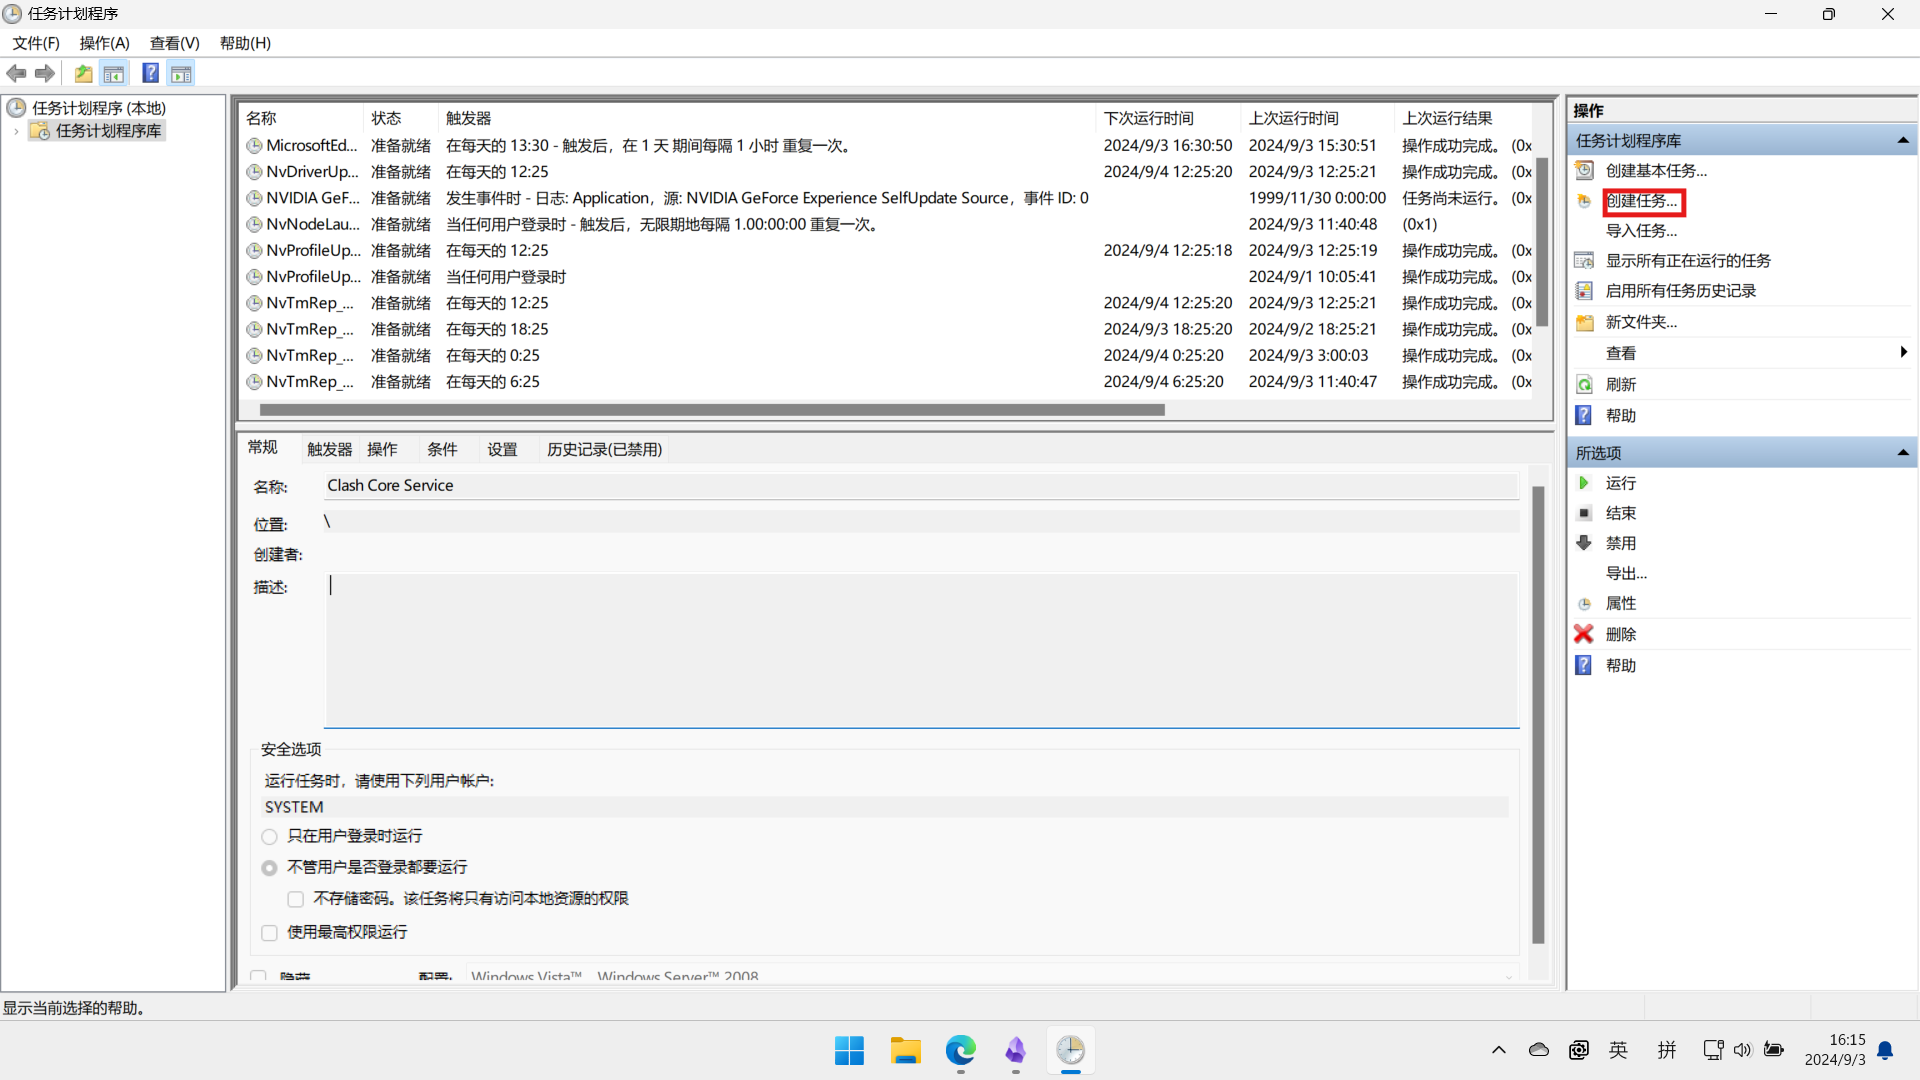 任务计划程序
文件(F) 操作(A) 查看(V) 帮助(H)
任务计划程序 (本地)
任务计划程序库
名称 状态 触发器 下次运行时间 上次运行时间 上次运行结果
MicrosoftEd... 准备就绪 在每天的 13:30 - 触发后，在 1 天 期间每隔 1 小时 重复一次。 2024/9/3 16:30:50 2024/9/3 15:30:51 操作成功完成。 (0x
NvDriverUp... 准备就绪 在每天的 12:25 2024/9/4 12:25:20 2024/9/3 12:25:21 操作成功完成。 (0x
NVIDIA GeF... 准备就绪 发生事件时 - 日志: Application，源: NVIDIA GeForce Experience SelfUpdate Source，事件 ID: 0 1999/11/30 0:00:00 任务尚未运行。 (0x
NvNodeLau... 准备就绪 当任何用户登录时 - 触发后，无限期地每隔 1.00:00:00 重复一次。 2024/9/3 11:40:48 (0x1)
NvProfileUp... 准备就绪 在每天的 12:25 2024/9/4 12:25:18 2024/9/3 12:25:19 操作成功完成。 (0x
NvProfileUp... 准备就绪 当任何用户登录时 2024/9/1 10:05:41 操作成功完成。 (0x
NvTmRep_... 准备就绪 在每天的 12:25 2024/9/4 12:25:20 2024/9/3 12:25:21 操作成功完成。 (0x
NvTmRep_... 准备就绪 在每天的 18:25 2024/9/3 18:25:20 2024/9/2 18:25:21 操作成功完成。 (0x
NvTmRep_... 准备就绪 在每天的 0:25 2024/9/4 0:25:20 2024/9/3 3:00:03 操作成功完成。 (0x
NvTmRep_... 准备就绪 在每天的 6:25 2024/9/4 6:25:20 2024/9/3 11:40:47 操作成功完成。 (0x
常规 触发器 操作 条件 设置 历史记录(已禁用)
名称: Clash Core Service
位置: \
创建者:
描述:
安全选项
运行任务时，请使用下列用户帐户:
SYSTEM
只在用户登录时运行
不管用户是否登录都要运行
不存储密码。该任务将只有访问本地资源的权限
使用最高权限运行
隐藏 配置: Windows Vista™、Windows Server™ 2008
操作
任务计划程序库
创建基本任务...
创建任务...
导入任务...
显示所有正在运行的任务
启用所有任务历史记录
新文件夹...
查看
刷新
帮助
所选项
运行
结束
禁用
导出...
属性
删除
帮助
显示当前选择的帮助。
英 拼 16:15
2024/9/3